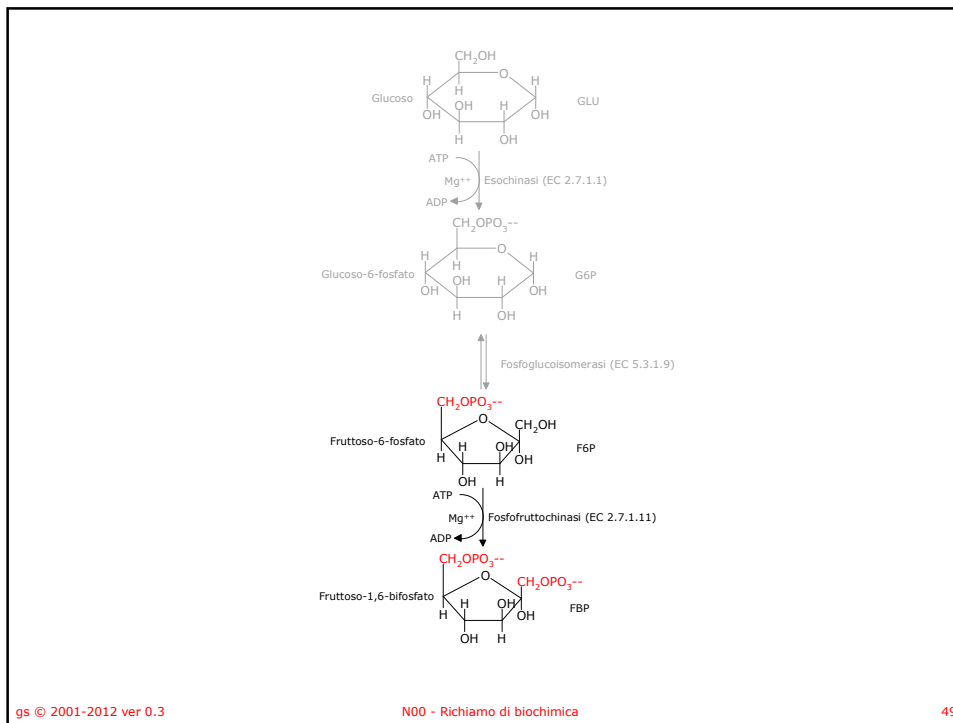 CH2OH
H O H
H
Glucoso OH H GLU
OH OH
H OH
ATP
Mg++ Esochinasi (EC 2.7.1.1)
ADP
CH2OPO3--
H O H
H
Glucoso-6-fosfato OH H G6P
OH OH
H OH
Fosfoglucoisomerasi (EC 5.3.1.9)
CH2OPO3--
O CH2OH
Fruttoso-6-fosfato H OH F6P
H OH
OH H
ATP
Mg++ Fosfofruttochinasi (EC 2.7.1.11)
ADP
CH2OPO3--
O CH2OPO3--
Fruttoso-1,6-bifosfato H OH FBP
H OH
OH H
gs © 2001-2012 ver 0.3 N00 - Richiamo di biochimica 49